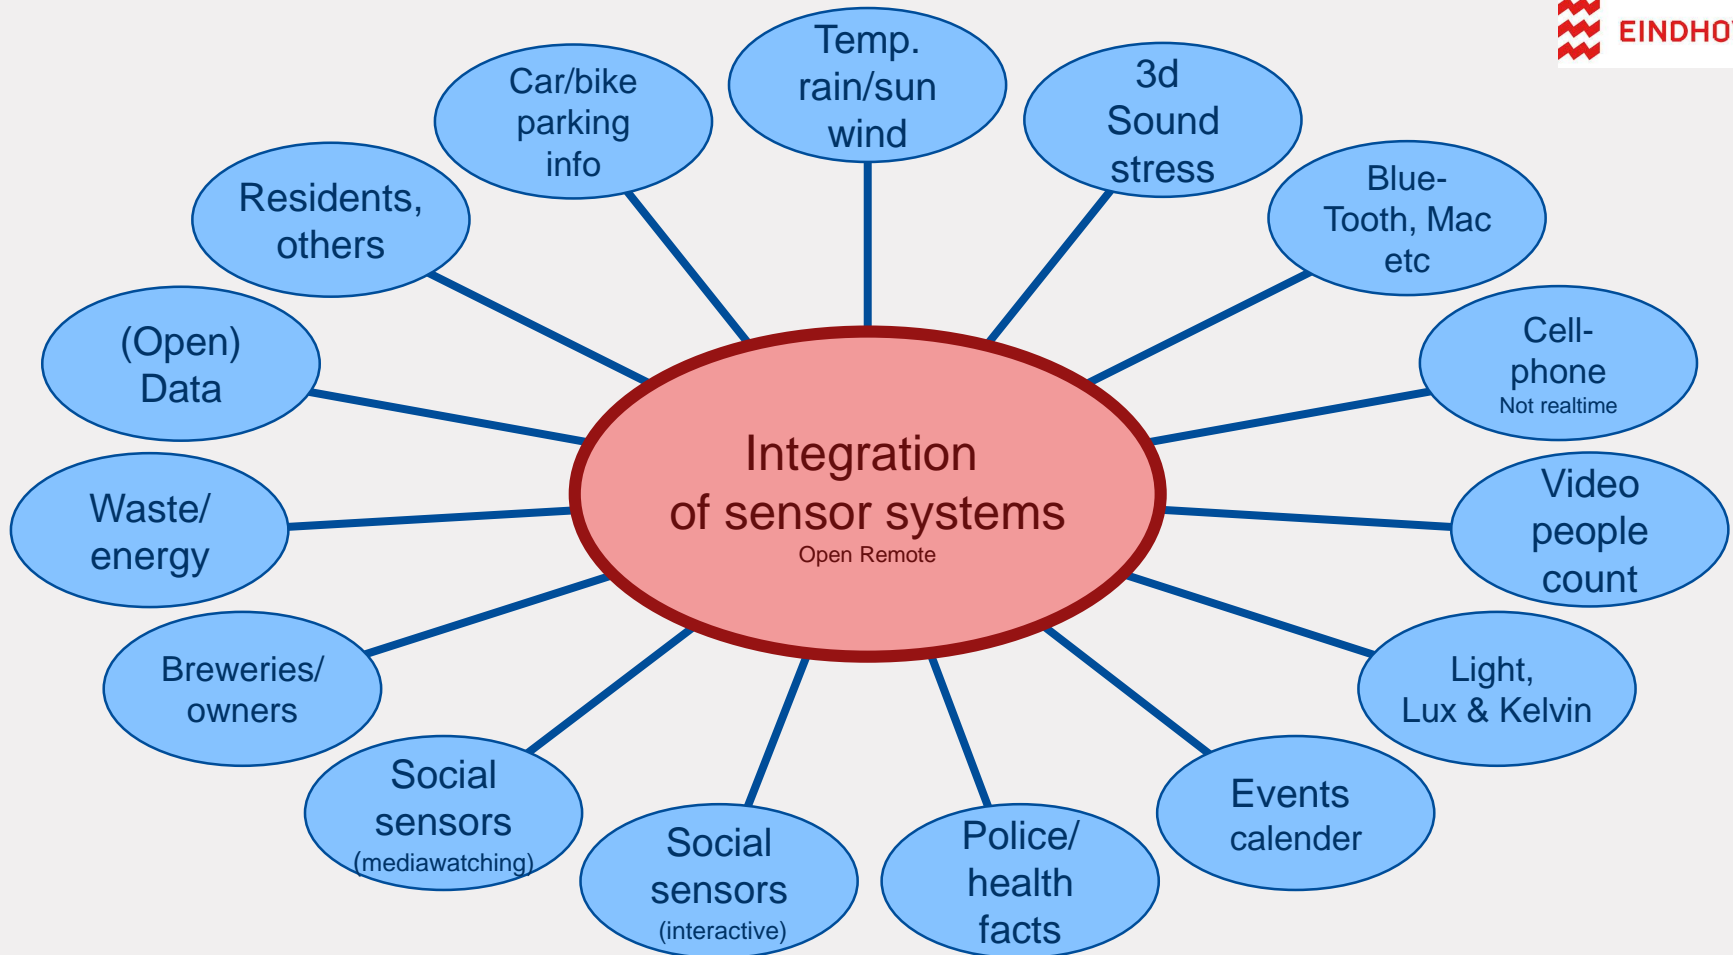 EINDHO
Temp.
rain/sun
wind
3d
Sound
stress
Blue-
Tooth, Mac
etc
Cell-
phone
Not realtime
Video
people
count
Light,
Lux & Kelvin
Events
calender
Police/
health
facts
Social
sensors
(interactive)
Social
sensors
(mediawatching)
Breweries/
owners
Waste/
energy
(Open)
Data
Residents,
others
Car/bike
parking
info
Integration
of sensor systems
Open Remote